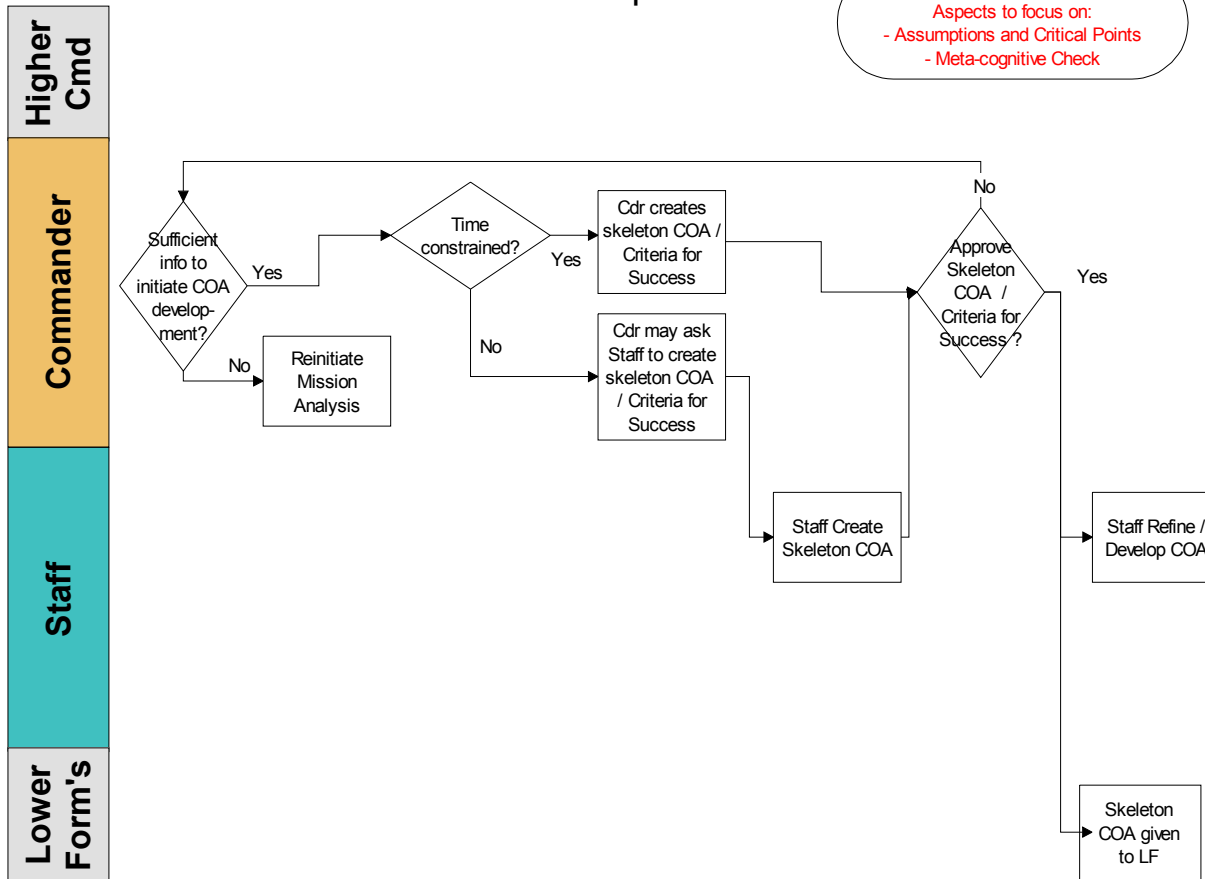 Aspects to focus on:
- Assumptions and Critical Points
- Meta-cognitive Check
Higher
Cmd
Commander
Staff
Lower
Form's
Sufficient
info to
initiate COA
develop-
ment?
Yes
No
Reinitiate
Mission
Analysis
Time
constrained?
Yes
No
Cdr creates
skeleton COA /
Criteria for
Success
Cdr may ask
Staff to create
skeleton COA
/ Criteria for
Success
Staff Create
Skeleton COA
No
Approve
Skeleton
COA /
Criteria for
Success ?
Yes
Staff Refine /
Develop COA
Skeleton
COA given
to LF